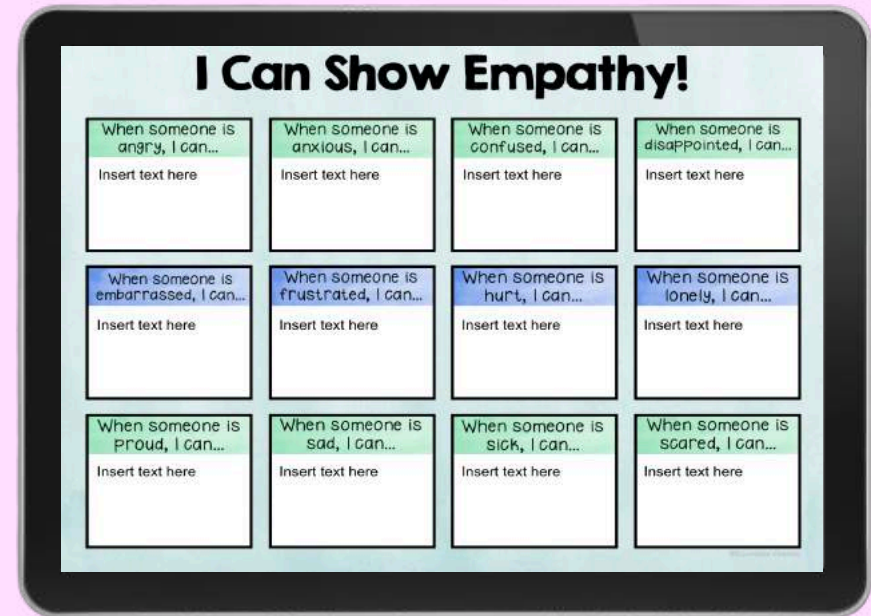 I Can Show Empathy!
When someone is
angry, I can...
Insert text here
When someone is
anxious, I can...
Insert text here
When someone is
confused, I can...
Insert text here
When someone is
disappointed, I can...
Insert text here
When someone is
embarrassed, I can...
Insert text here
When someone is
frustrated, I can...
Insert text here
When someone is
hurt, I can...
Insert text here
When someone is
lonely, I can...
Insert text here
When someone is
proud, I can...
Insert text here
When someone is
sad, I can...
Insert text here
When someone is
sick, I can...
Insert text here
When someone is
scared, I can...
Insert text here